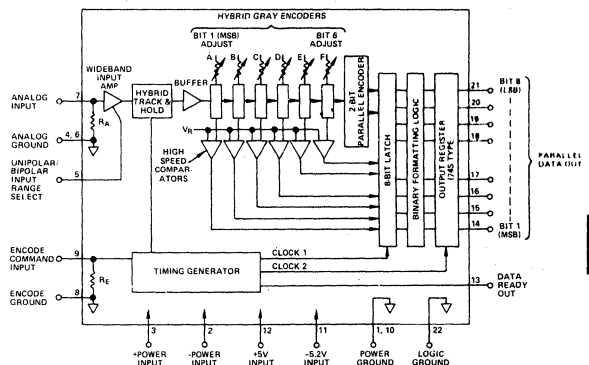 HYBRID GRAY ENCODERS
BIT 1 (MSB)
ADJUST
BIT 6
ADJUST
A B C D E F
WIDEBAND
INPUT
AMP
BUFFER
ANALOG
INPUT
7
HYBRID
TRACK &
HOLD
RA
2-BIT
PARALLEL ENCODER
8-BIT LATCH
BINARY FORMATTING LOGIC
OUTPUT REGISTER
(74S TYPE)
21
BIT 8
(LSB)
20
19
18
ANALOG
GROUND
4, 6
VR
HIGH
SPEED
COMPAR-
ATORS
PARALLEL
DATA OUT
UNIPOLAR/
BIPOLAR
INPUT
RANGE
SELECT
5
17
16
15
14
BIT 1
(MSB)
ENCODE
COMMAND
INPUT
9
TIMING GENERATOR
CLOCK 1
CLOCK 2
13
DATA
READY
OUT
RE
ENCODE
GROUND
8
3
2
12
11
1, 10
22
+POWER
INPUT
-POWER
INPUT
+5V
INPUT
-5.2V
INPUT
POWER
GROUND
LOGIC
GROUND